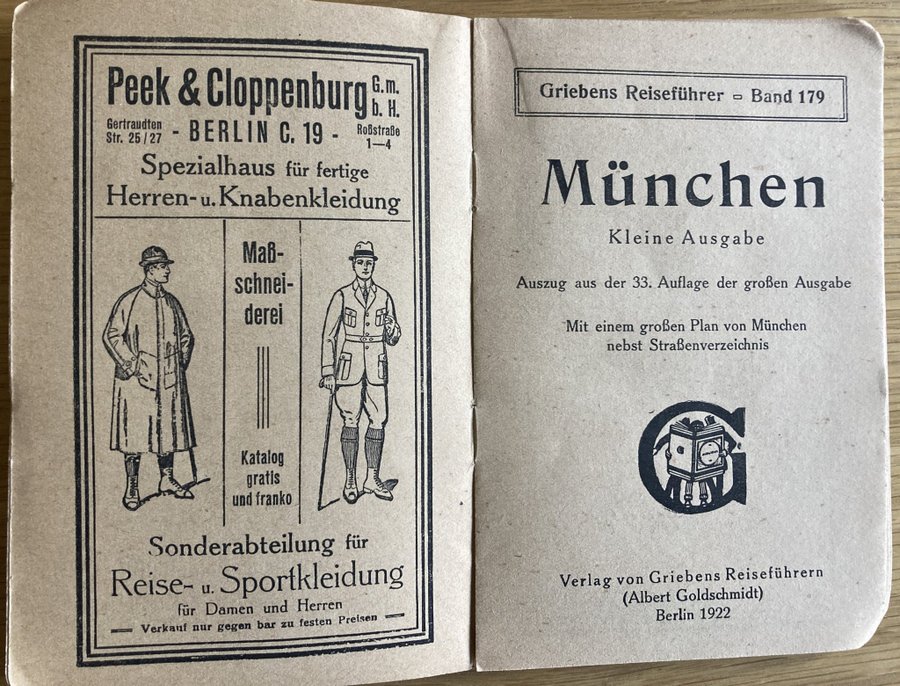 Peek & Cloppenburg G.m.b.H.
Gertraudten Str. 25/27 - BERLIN C. 19 - Roßstraße 1—4
Spezialhaus für fertige
Herren- u. Knabenkleidung
Maß-
schnei-
derei
Katalog
gratis
und franko
Sonderabteilung für
Reise- u. Sportkleidung
für Damen und Herren
— Verkauf nur gegen bar zu festen Preisen —
Griebens Reiseführer = Band 179
München
Kleine Ausgabe
Auszug aus der 33. Auflage der großen Ausgabe
Mit einem großen Plan von München
nebst Straßenverzeichnis
G
Verlag von Griebens Reiseführern
(Albert Goldschmidt)
Berlin 1922